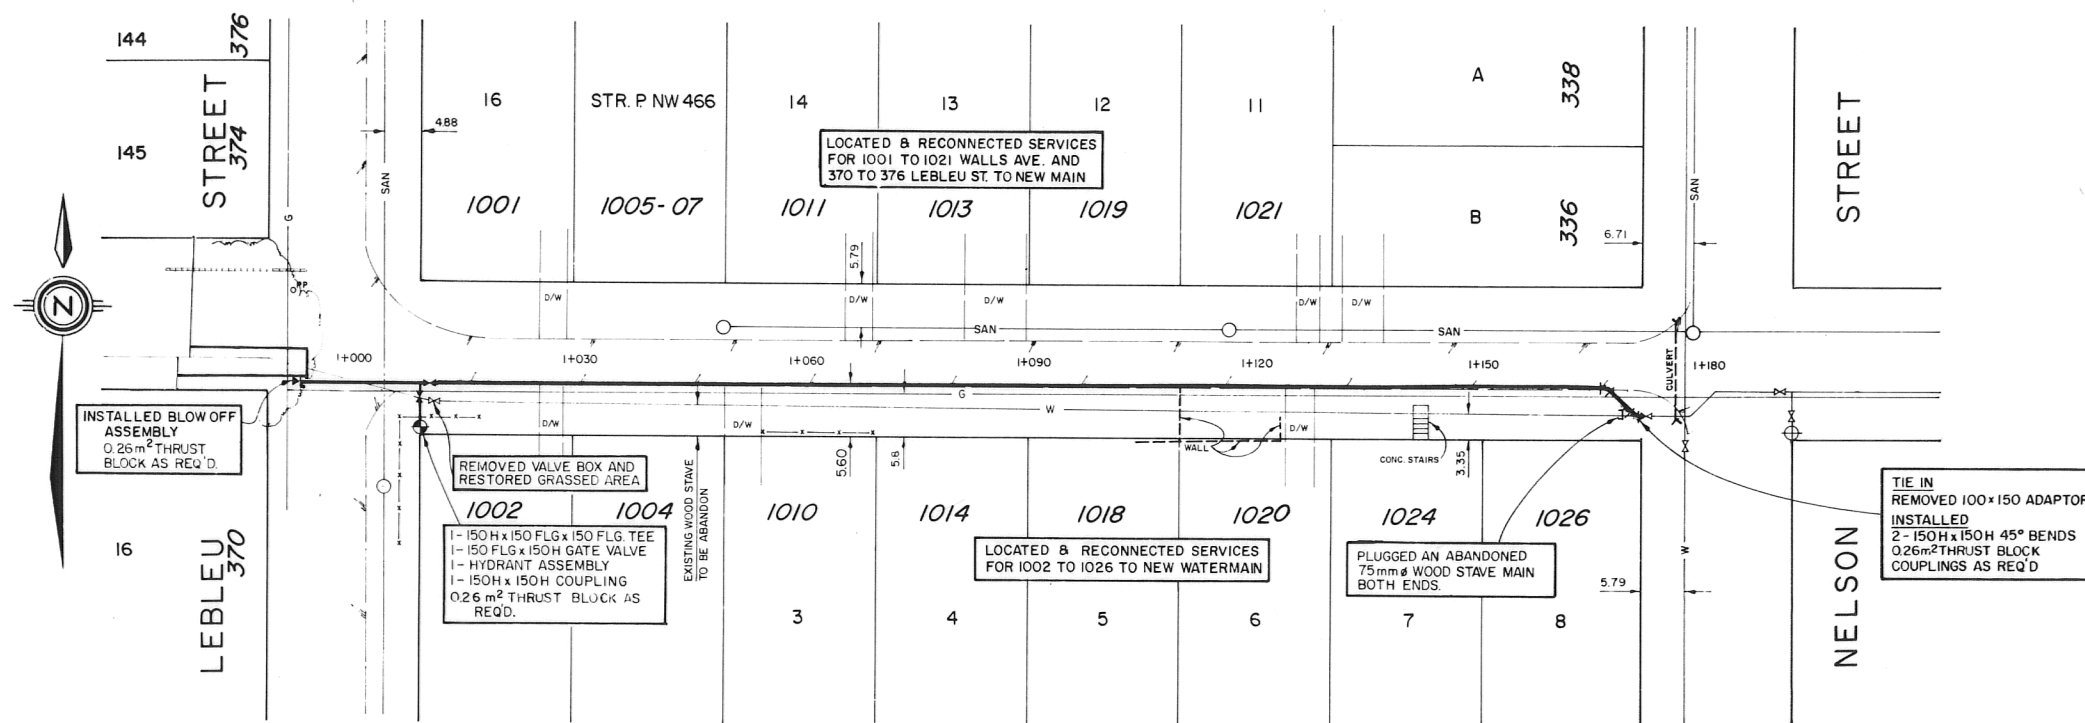 144
376
145
STREET
374
G
SAN
4.88
16
STR. P. NW 466
14
13
12
11
A
338
LOCATED & RECONNECTED SERVICES
FOR 1001 TO 1021 WALLS AVE. AND
370 TO 376 LEBLEU ST. TO NEW MAIN
1001
1005-07
1011
1013
1019
1021
B
336
6.71
SAN
STREET
N
P.P.
5.79
D/W
D/W
D/W
D/W
D/W
SAN
SAN
1+000
1+030
1+060
1+090
1+120
1+150
1+180
CULVERT
G
W
INSTALLED BLOW OFF
ASSEMBLY
0.26m² THRUST
BLOCK AS REQ'D.
D/W
D/W
D/W
WALL
CONC. STAIRS
REMOVED VALVE BOX AND
RESTORED GRASSED AREA
EXISTING WOOD STAVE
TO BE ABANDON
5.60
5.8
3.35
1002
1004
1010
1014
1018
1020
1024
1026
16
LEBLEU
370
1-150 H x 150 FLG x 150 FLG. TEE
1-150 FLG x 150H GATE VALVE
1- HYDRANT ASSEMBLY
1-150H x 150H COUPLING
0.26 m² THRUST BLOCK AS
REQ'D.
LOCATED & RECONNECTED SERVICES
FOR 1002 TO 1026 TO NEW WATERMAIN
PLUGGED AN ABANDONED
75mmø WOOD STAVE MAIN
BOTH ENDS.
TIE IN
REMOVED 100x150 ADAPTOR
INSTALLED
2-150H x 150H 45° BENDS
0.26m² THRUST BLOCK
COUPLINGS AS REQ'D
5.79
W
NELSON
3
4
5
6
7
8